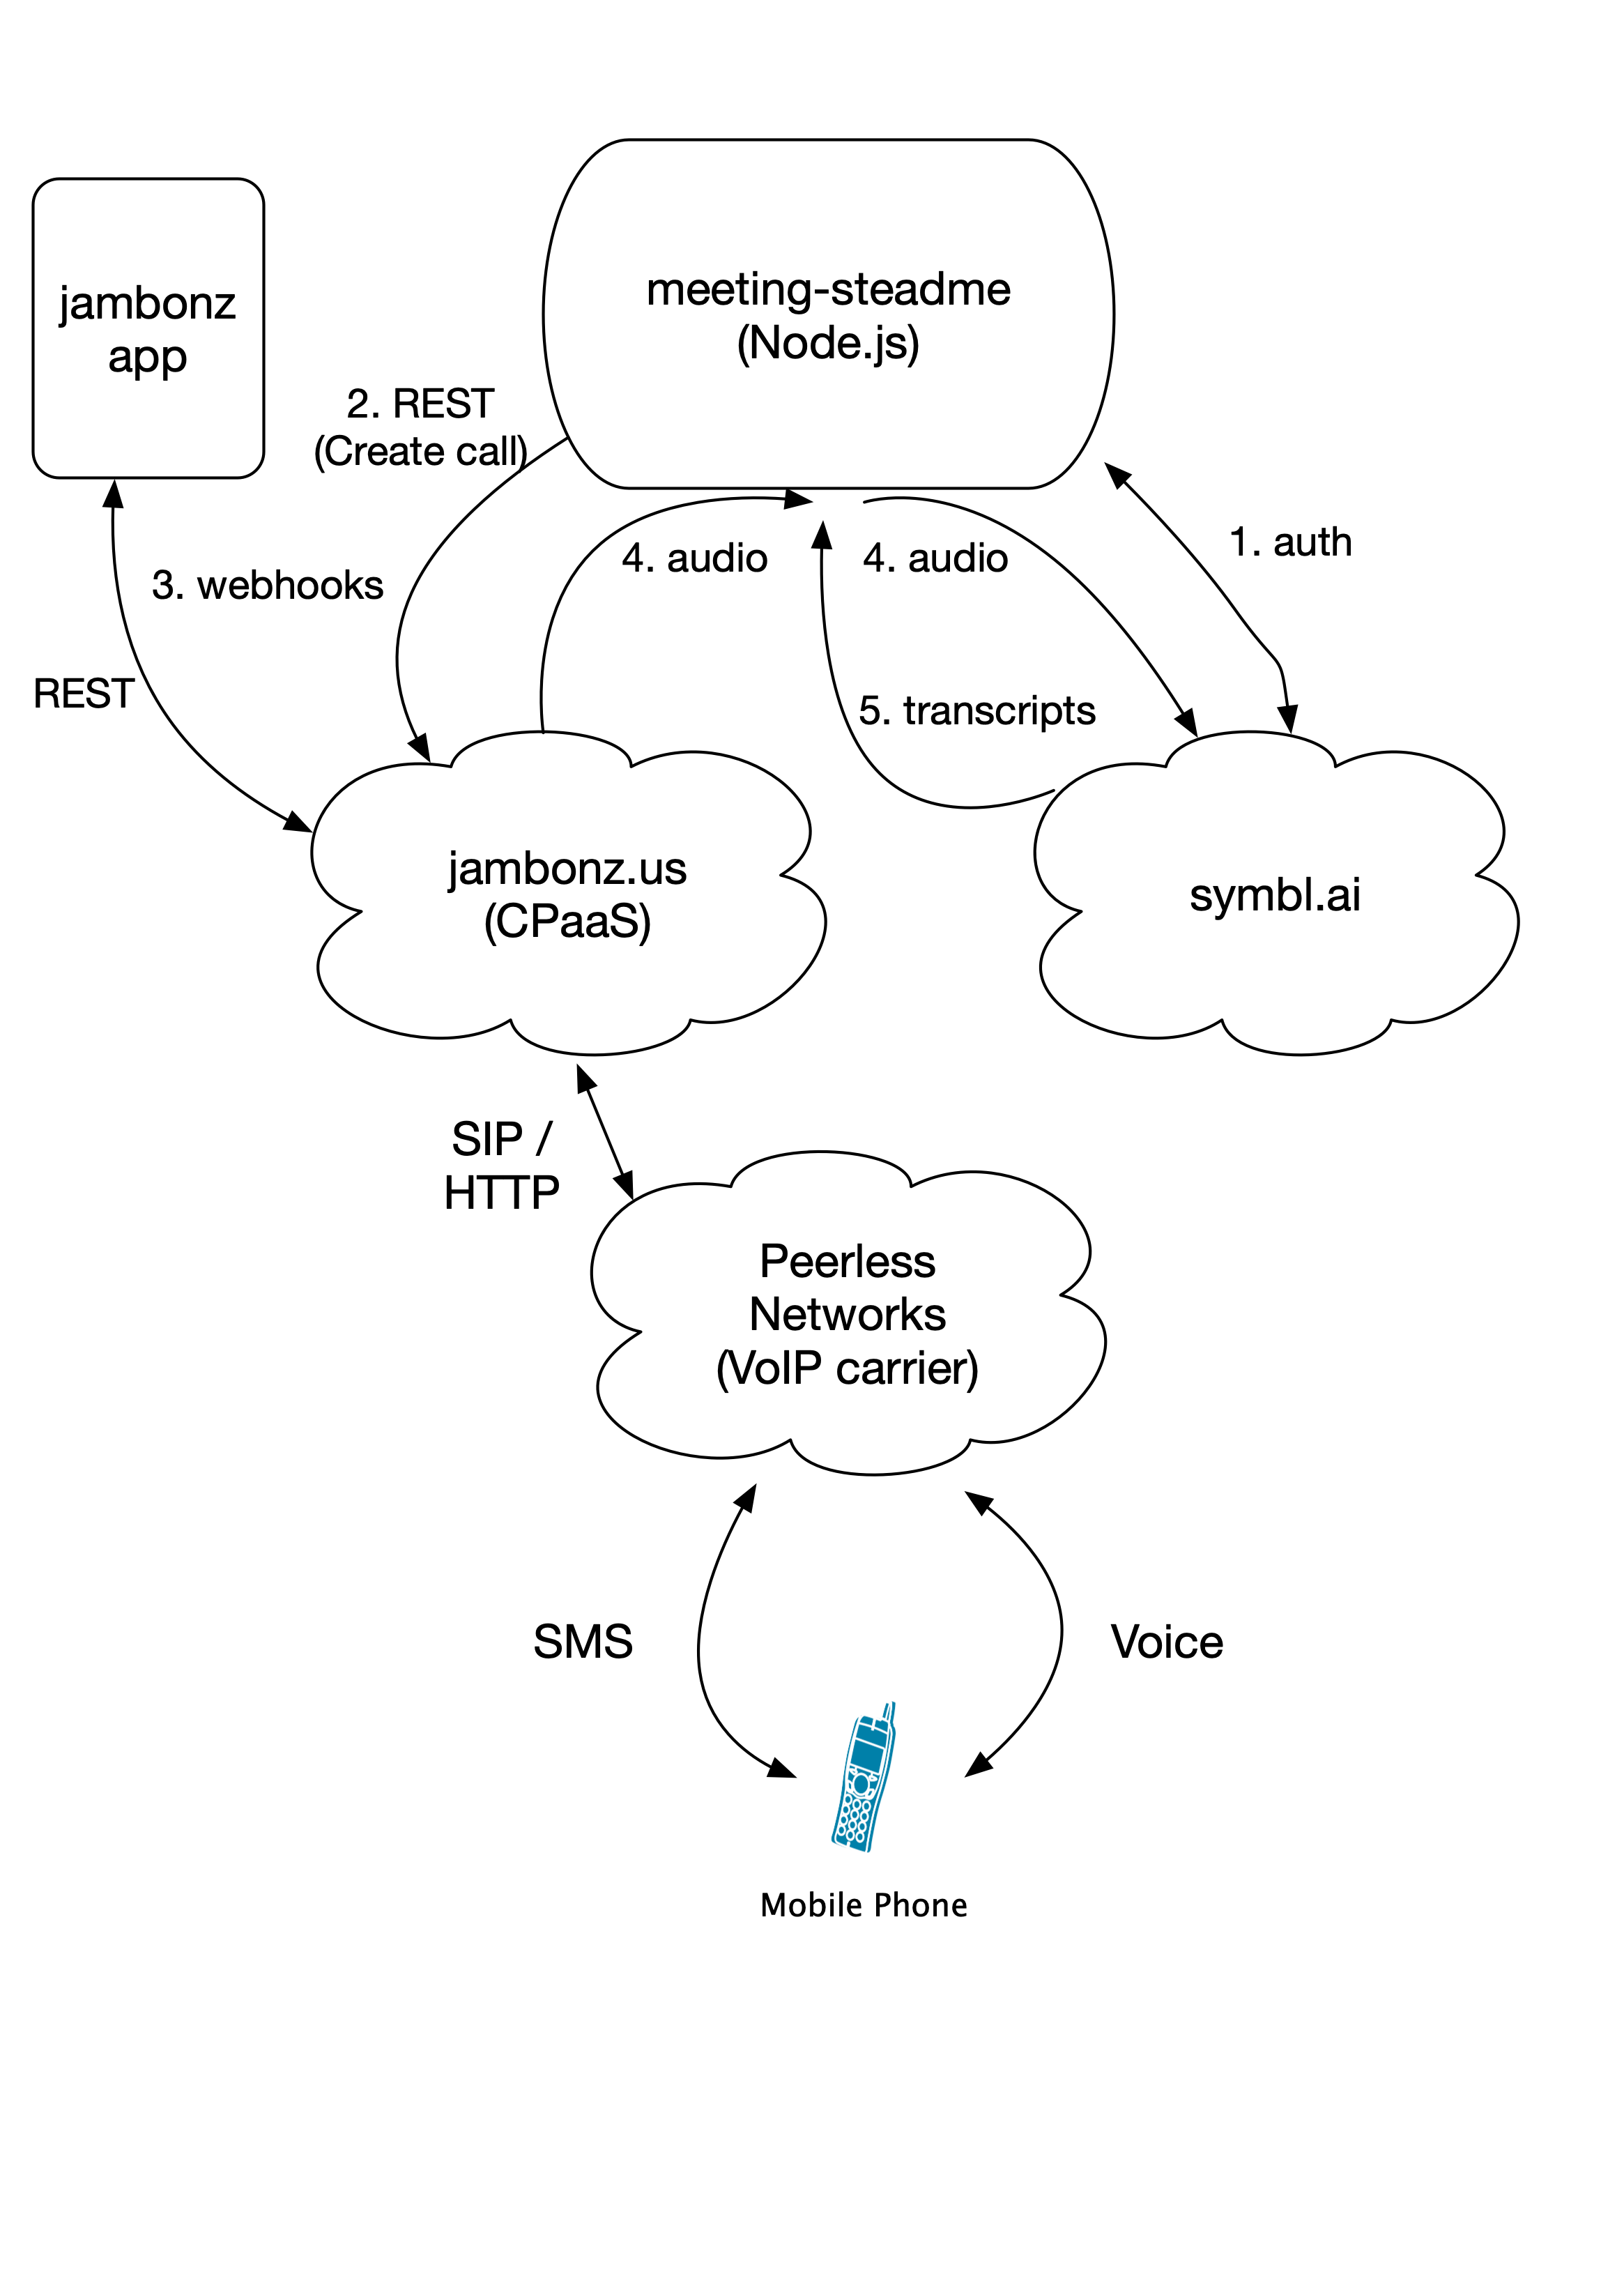 meeting-steadme
(Node.js)
jambonz
app
2. REST
(Create call)
4. audio
4. audio
1. auth
3. webhooks
REST
5. transcripts
jambonz.us
(CPaaS)
symbl.ai
SIP /
HTTP
Peerless
Networks
(VoIP carrier)
SMS
Voice
Mobile Phone